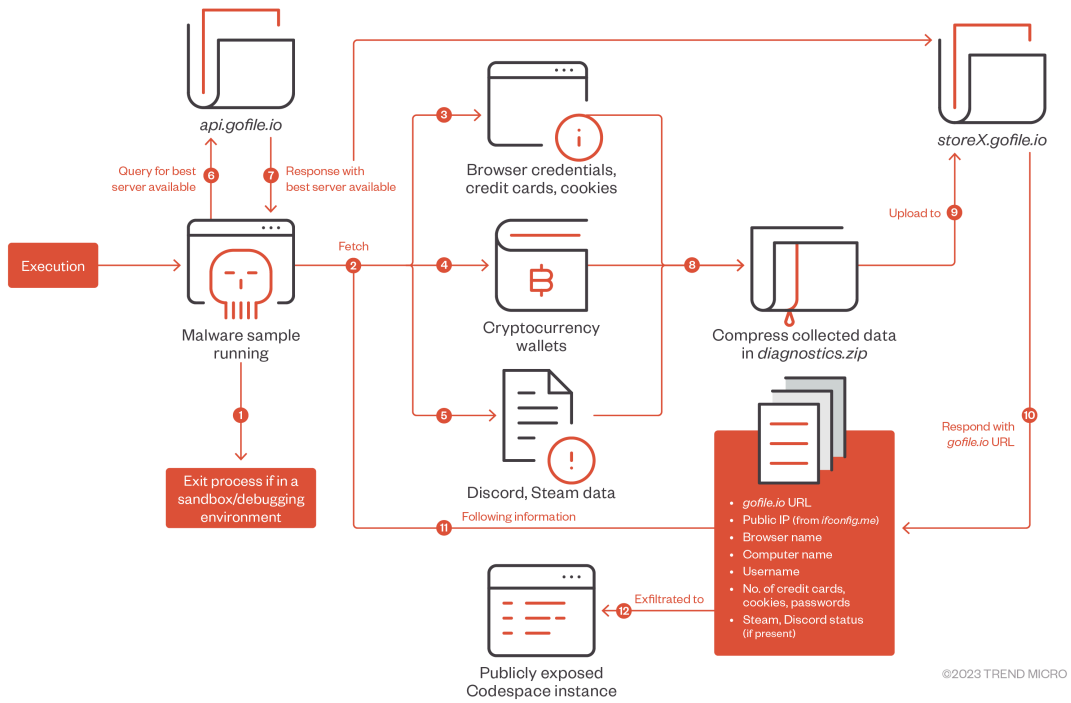 api.gofile.io
storeX.gofile.io
3
Browser credentials,
credit cards, cookies
Query for best
server available
6
7
Response with
best server available
Upload to
9
Execution
Fetch
2
4
8
Malware sample
running
Cryptocurrency
wallets
Compress collected data
in diagnostics.zip
1
5
10
Respond with
gofile.io URL
Exit process if in a
sandbox/debugging
environment
Discord, Steam data
11
Following information
• gofile.io URL
• Public IP (from ifconfig.me)
• Browser name
• Computer name
• Username
• No. of credit cards,
cookies, passwords
• Steam, Discord status
(if present)
12
Exfiltrated to
Publicly exposed
Codespace instance
©2023 TREND MICRO